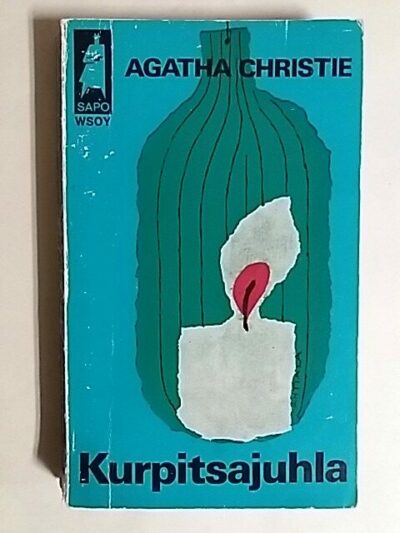 SAPO
WSOY
AGATHA CHRISTIE
Kurpitsajuhla